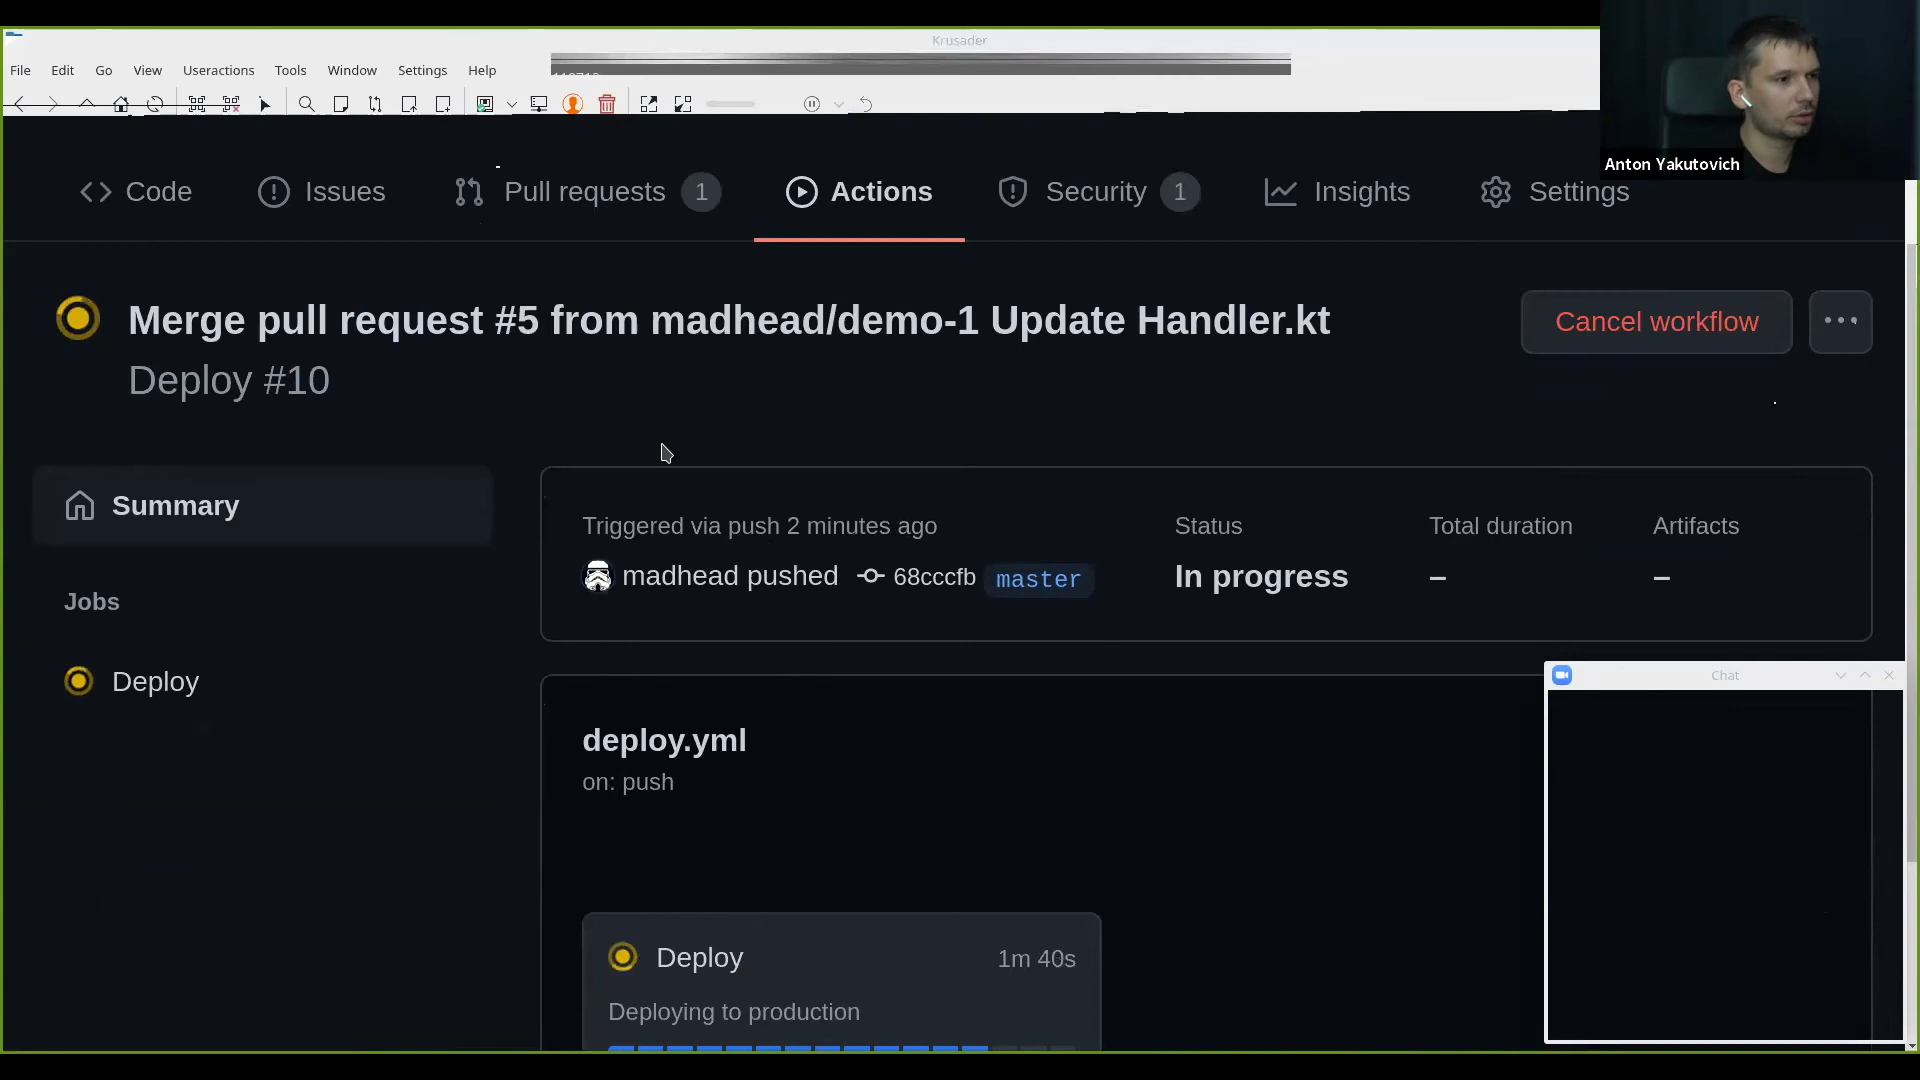 Krusader
File Edit Go View Useractions Tools Window Settings Help
Anton Yakutovich
Code Issues Pull requests 1 Actions Security 1 Insights Settings
Merge pull request #5 from madhead/demo-1 Update Handler.kt
Cancel workflow
Deploy #10
Summary
Triggered via push 2 minutes ago
Status
Total duration
Artifacts
madhead pushed 68cccfb master
In progress
–
–
Jobs
Deploy
Chat
deploy.yml
on: push
Deploy 1m 40s
Deploying to production